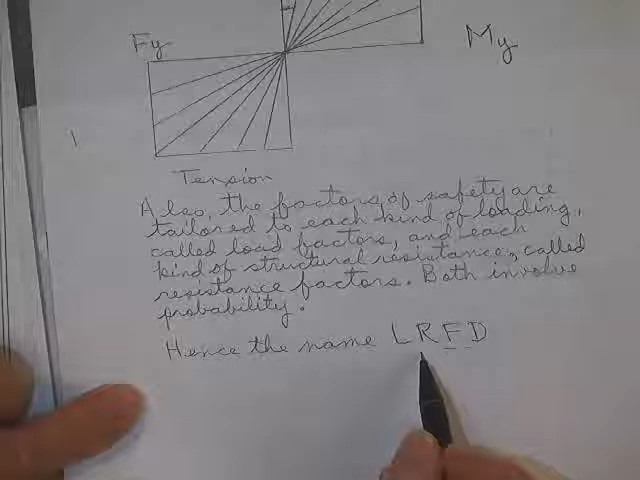 Fy
My
Tension
Also, the factors of safety are
tailored to each kind of loading,
called load factors, and each
kind of structural resistance, called
resistance factors. Both involve
probability.
Hence the name LRFD